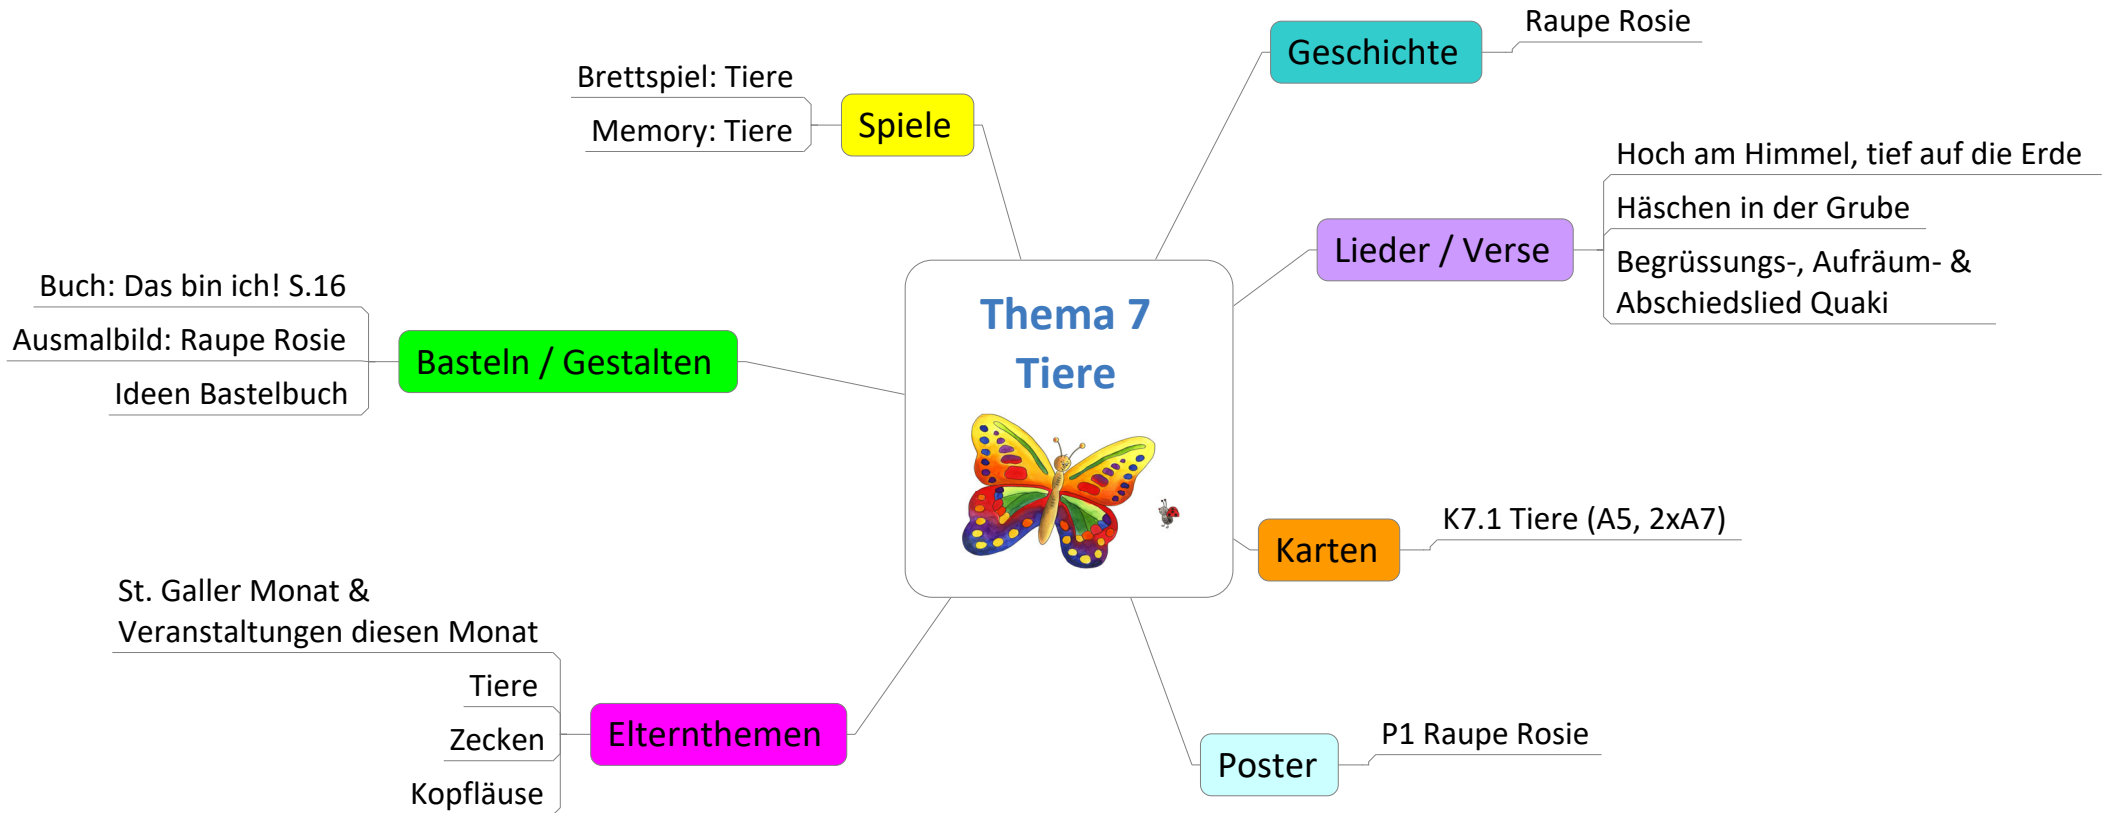 Thema 7
Tiere
Geschichte
Raupe Rosie
Lieder / Verse
Hoch am Himmel, tief auf die Erde
Häschen in der Grube
Begrüssungs-, Aufräum- &
Abschiedslied Quaki
Karten
K7.1 Tiere (A5, 2xA7)
Poster
P1 Raupe Rosie
Elternthemen
St. Galler Monat &
Veranstaltungen diesen Monat
Tiere
Zecken
Kopfläuse
Basteln / Gestalten
Buch: Das bin ich! S.16
Ausmalbild: Raupe Rosie
Ideen Bastelbuch
Spiele
Brettspiel: Tiere
Memory: Tiere